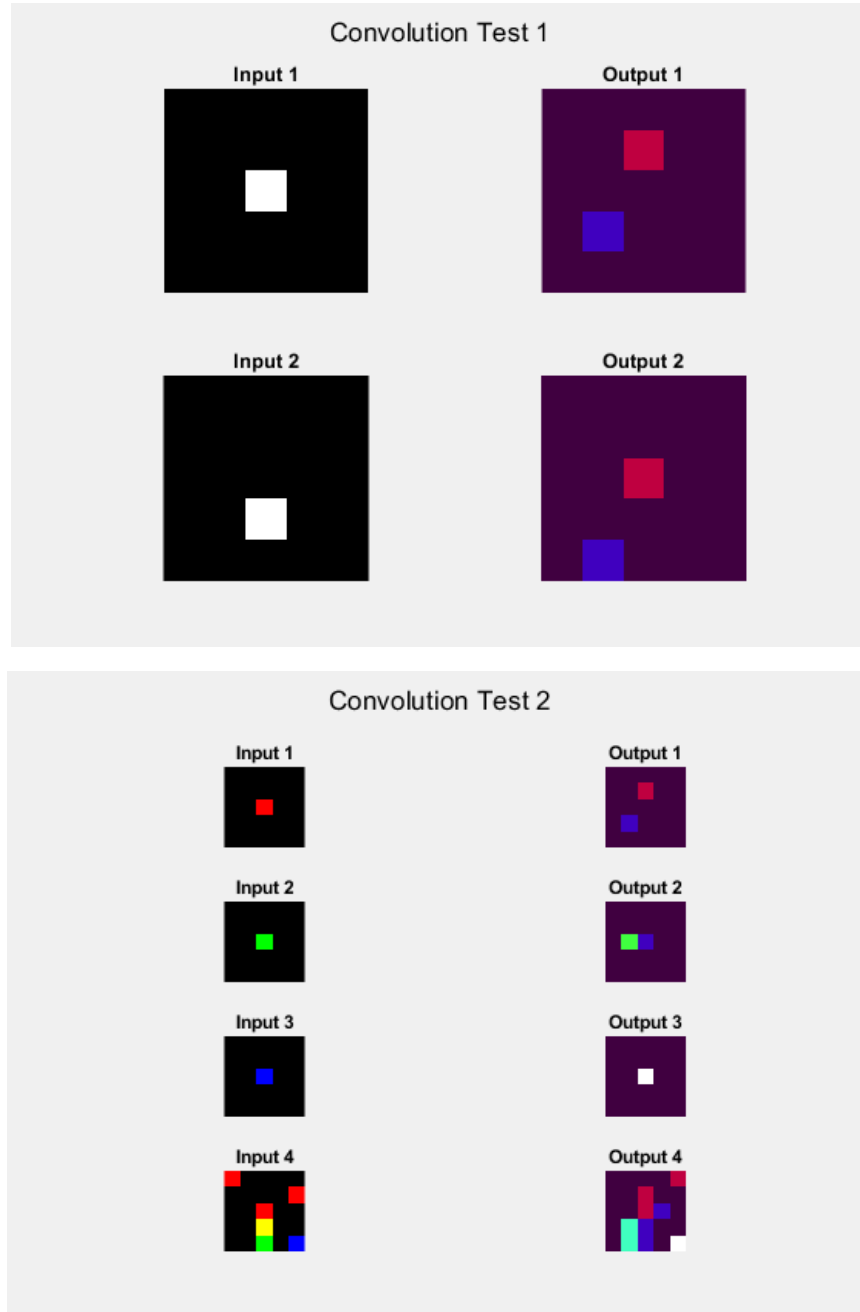 Convolution Test 1
Input 1 Output 1
Input 2 Output 2
Convolution Test 2
Input 1 Output 1
Input 2 Output 2
Input 3 Output 3
Input 4 Output 4